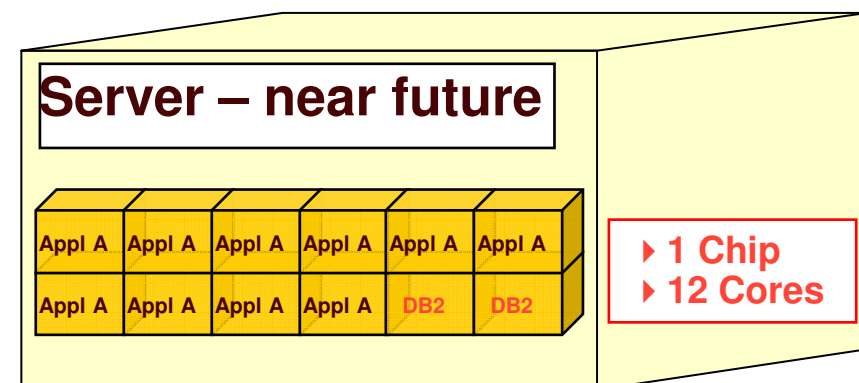 Server – near future
Appl A Appl A Appl A Appl A Appl A Appl A
Appl A Appl A Appl A Appl A DB2 DB2
1 Chip
12 Cores